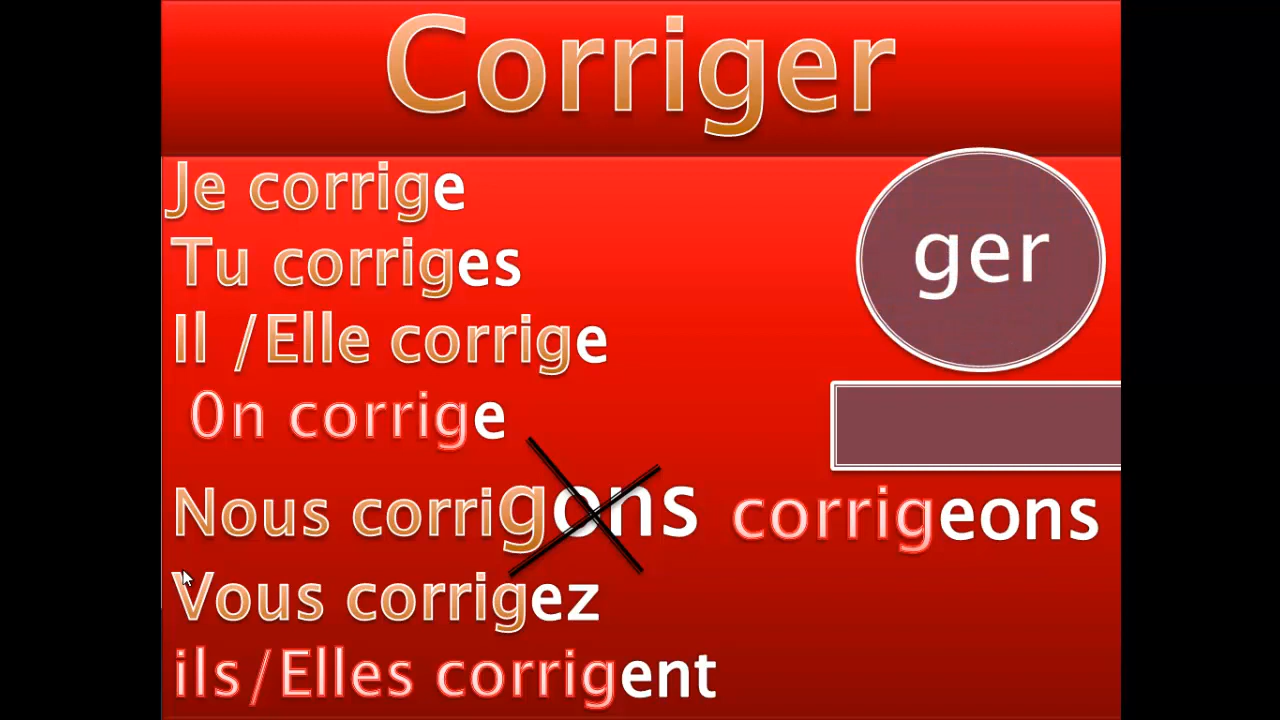 Corriger
Je corrige
Tu corriges
Il /Elle corrige
0n corrige
Nous corrigons corrigeons
Vous corrigez
ils/Elles corrigent
ger